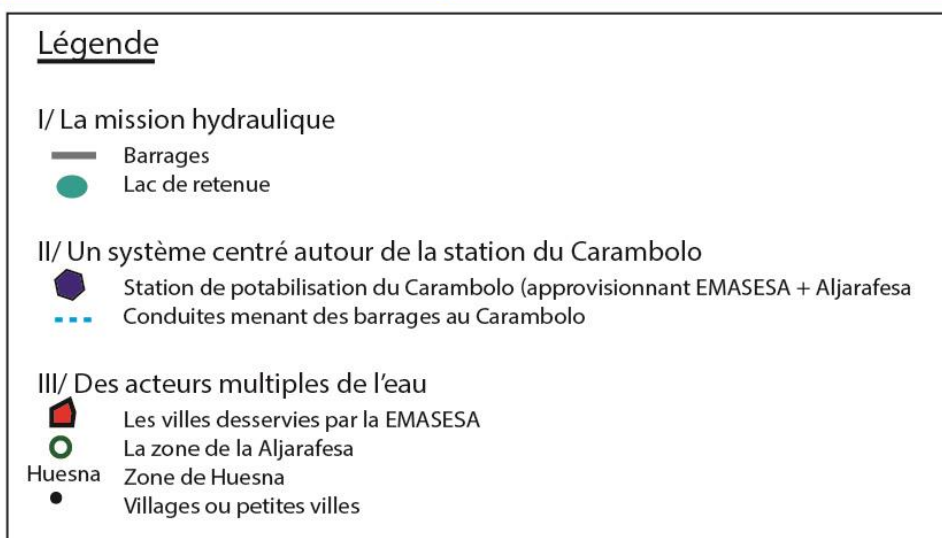 Légende
I/ La mission hydraulique
Barrages
Lac de retenue
II/ Un système centré autour de la station du Carambolo
Station de potabilisation du Carambolo (approvisionnant EMASESA + Aljarafesa
Conduites menant des barrages au Carambolo
III/ Des acteurs multiples de l'eau
Les villes desservies par la EMASESA
La zone de la Aljarafesa
Huesna Zone de Huesna
Villages ou petites villes